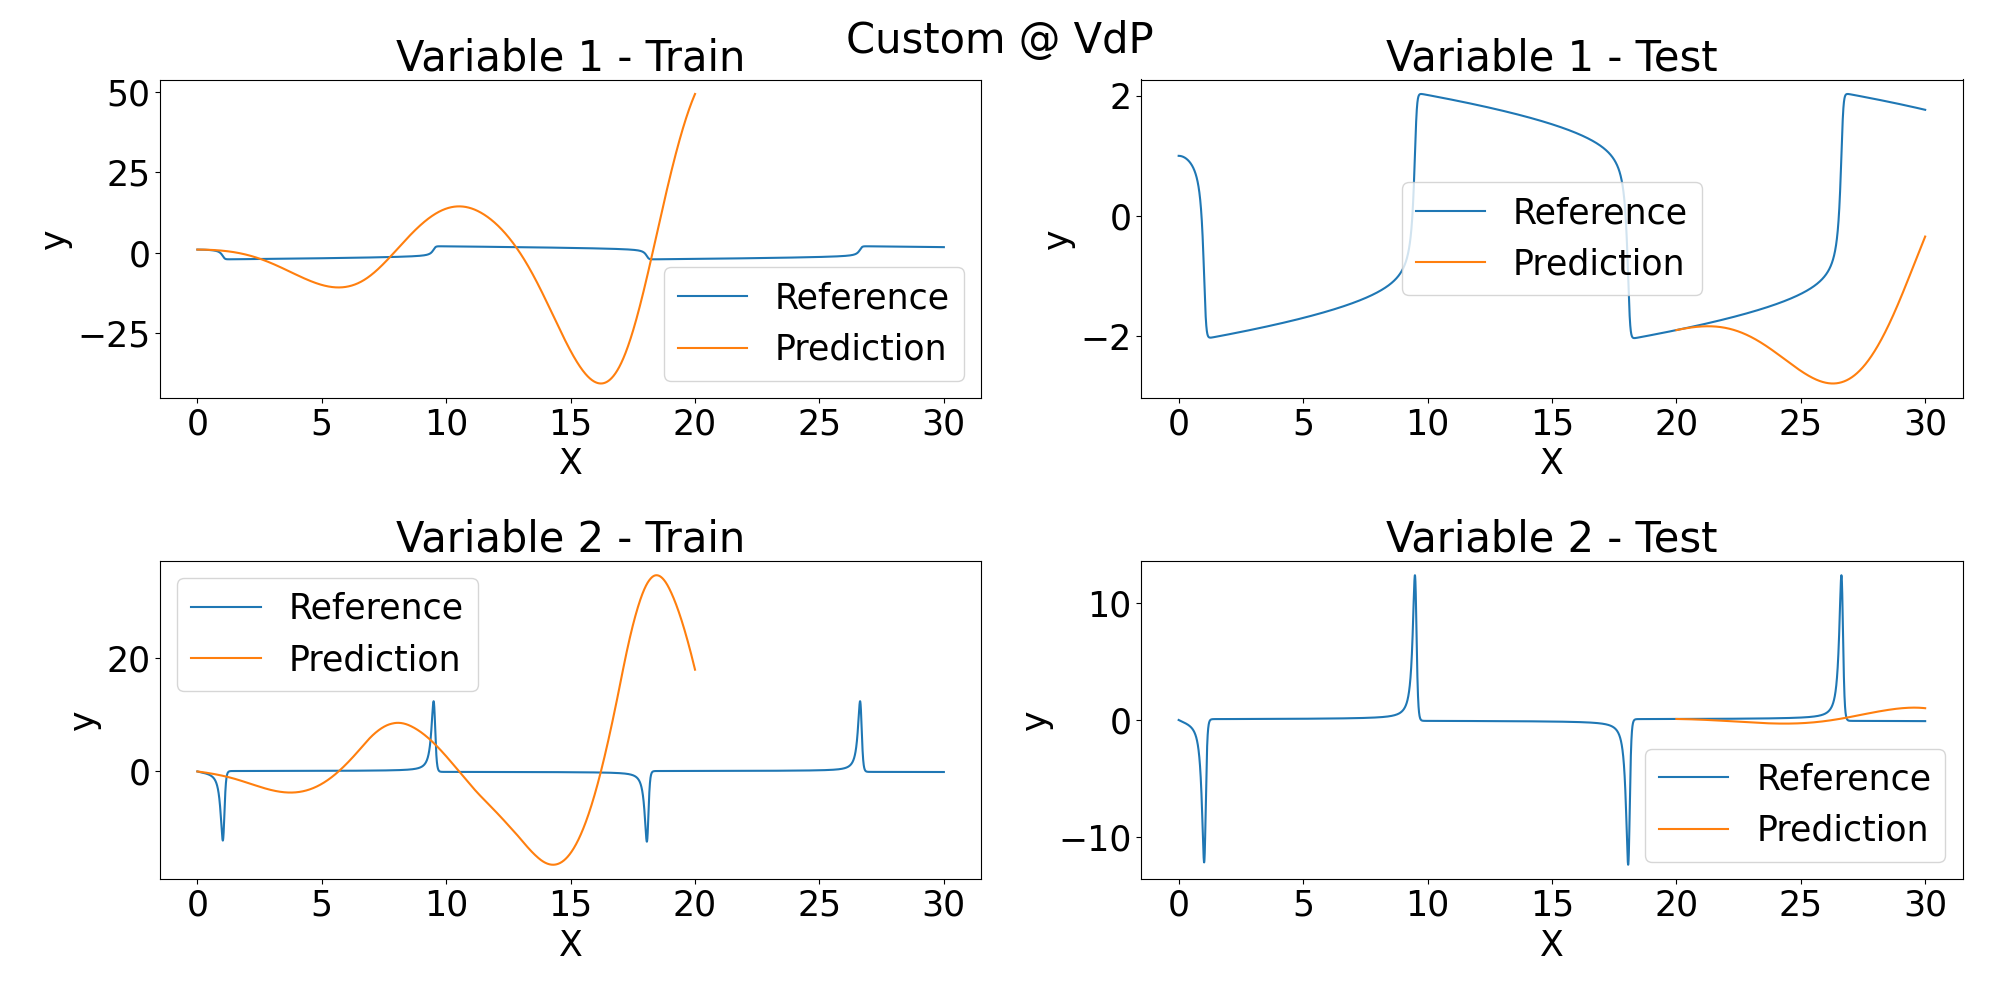 Custom @ VdP
Variable 1 - Train
50
25
0
−25
y
Reference
Prediction
0 5 10 15 20 25 30
X
Variable 1 - Test
2
0
−2
y
Reference
Prediction
0 5 10 15 20 25 30
X
Variable 2 - Train
20
0
y
Reference
Prediction
0 5 10 15 20 25 30
X
Variable 2 - Test
10
0
−10
y
Reference
Prediction
0 5 10 15 20 25 30
X